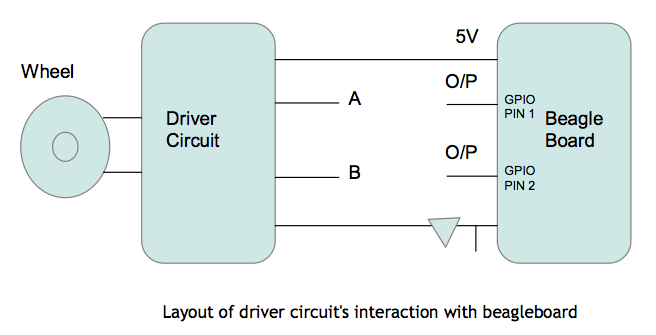 5V
Wheel
O/P
A
GPIO
PIN 1
Driver
Circuit
Beagle
Board
O/P
B
GPIO
PIN 2
Layout of driver circuit's interaction with beagleboard